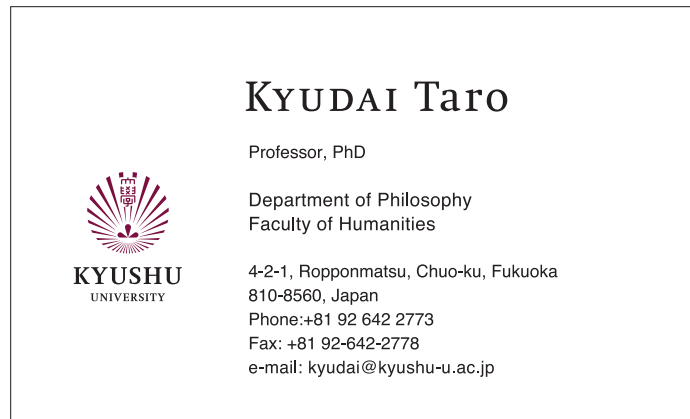 KYUDAI Taro
Professor, PhD
Department of Philosophy
Faculty of Humanities
KYUSHU
UNIVERSITY
4-2-1, Ropponmatsu, Chuo-ku, Fukuoka
810-8560, Japan
Phone:+81 92 642 2773
Fax: +81 92-642-2778
e-mail: kyudai@kyushu-u.ac.jp